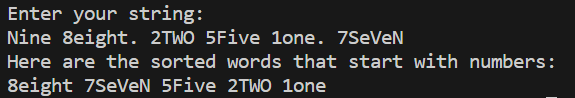 Enter your string:
Nine 8eight. 2TWO 5Five 1one. 7SeVeN
Here are the sorted words that start with numbers:
8eight 7SeVeN 5Five 2TWO 1one